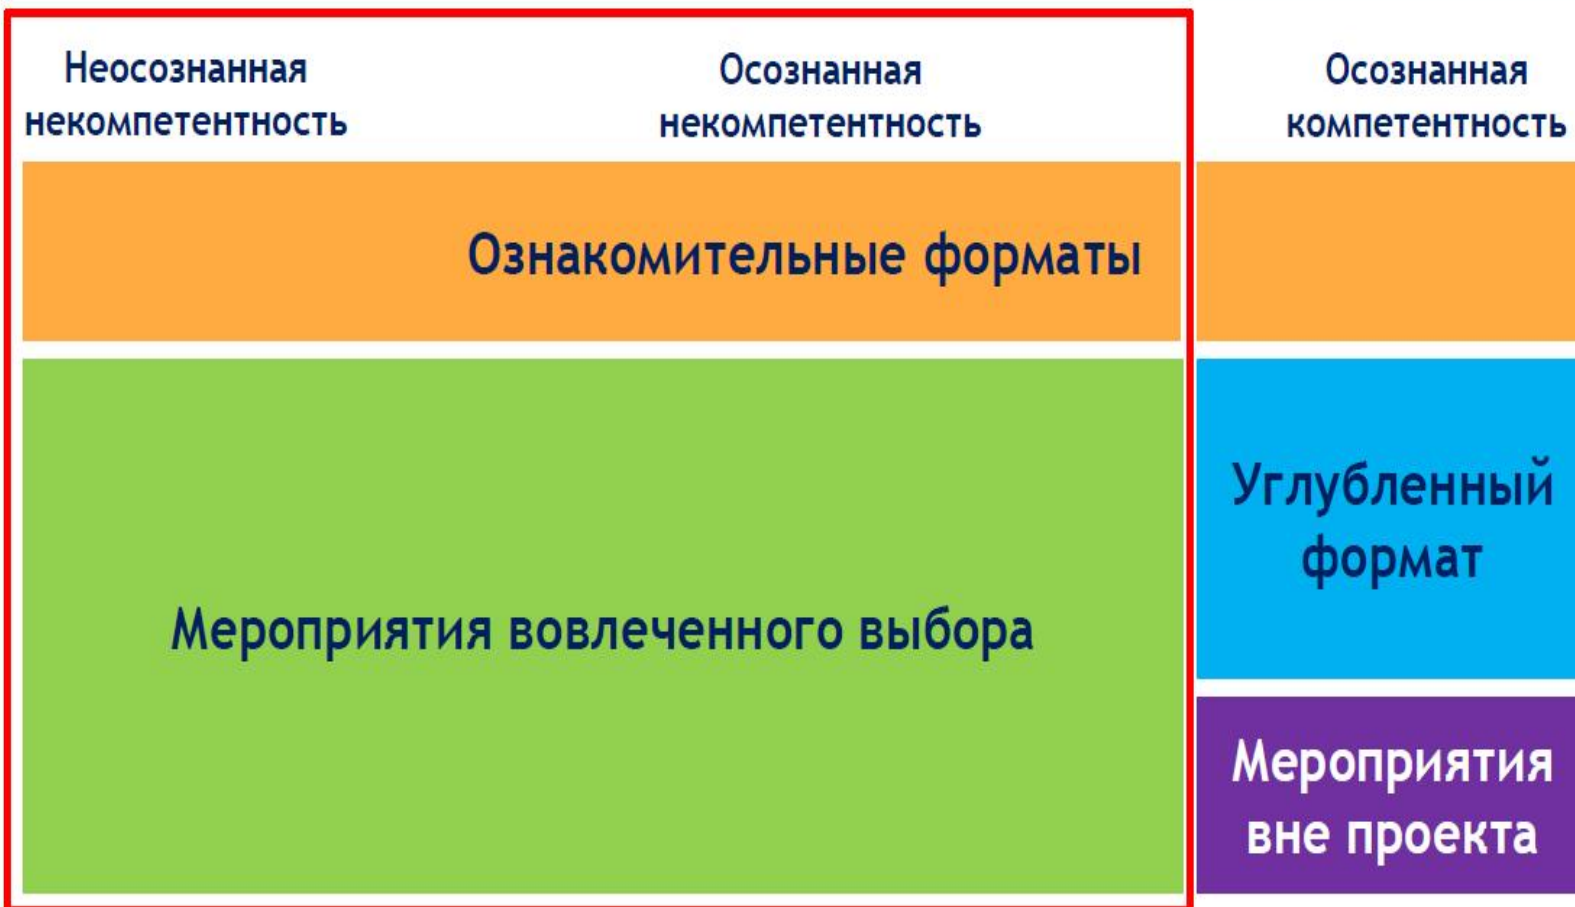 Неосознанная
некомпетентность
Осознанная
некомпетентность
Осознанная
компетентность
Ознакомительные форматы
Мероприятия вовлеченного выбора
Углубленный
формат
Мероприятия
вне проекта